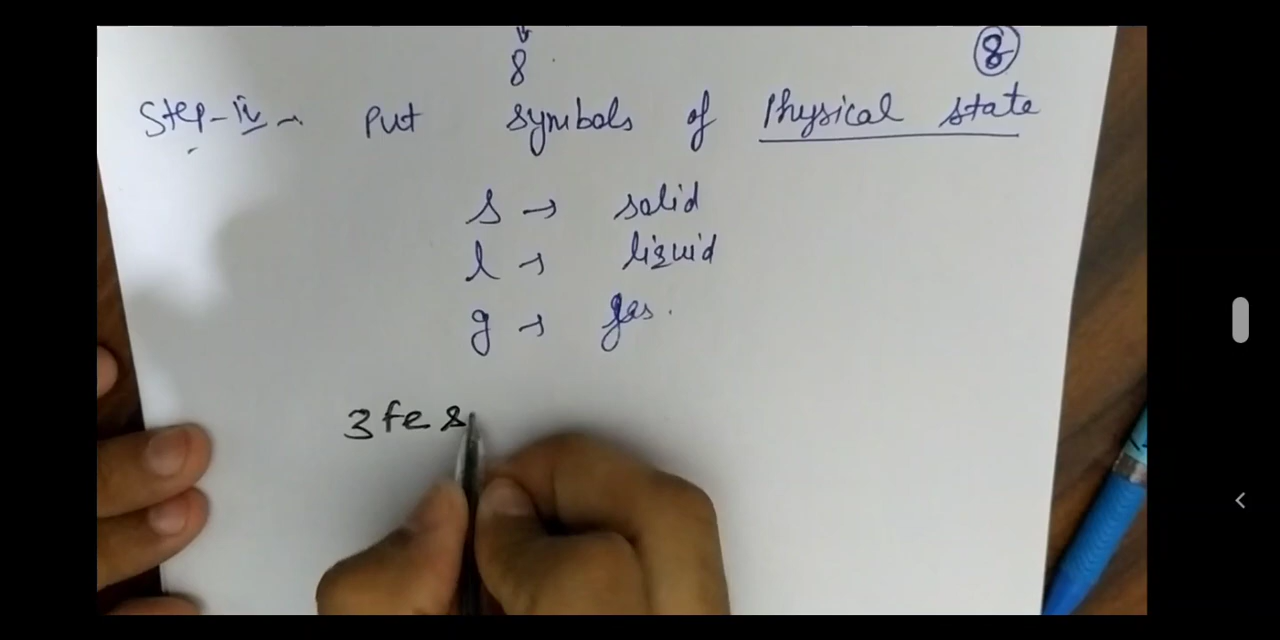 8
8
Step-iv - Put symbols of Physical state
s → solid
l → liquid
g → gas.
3fe s